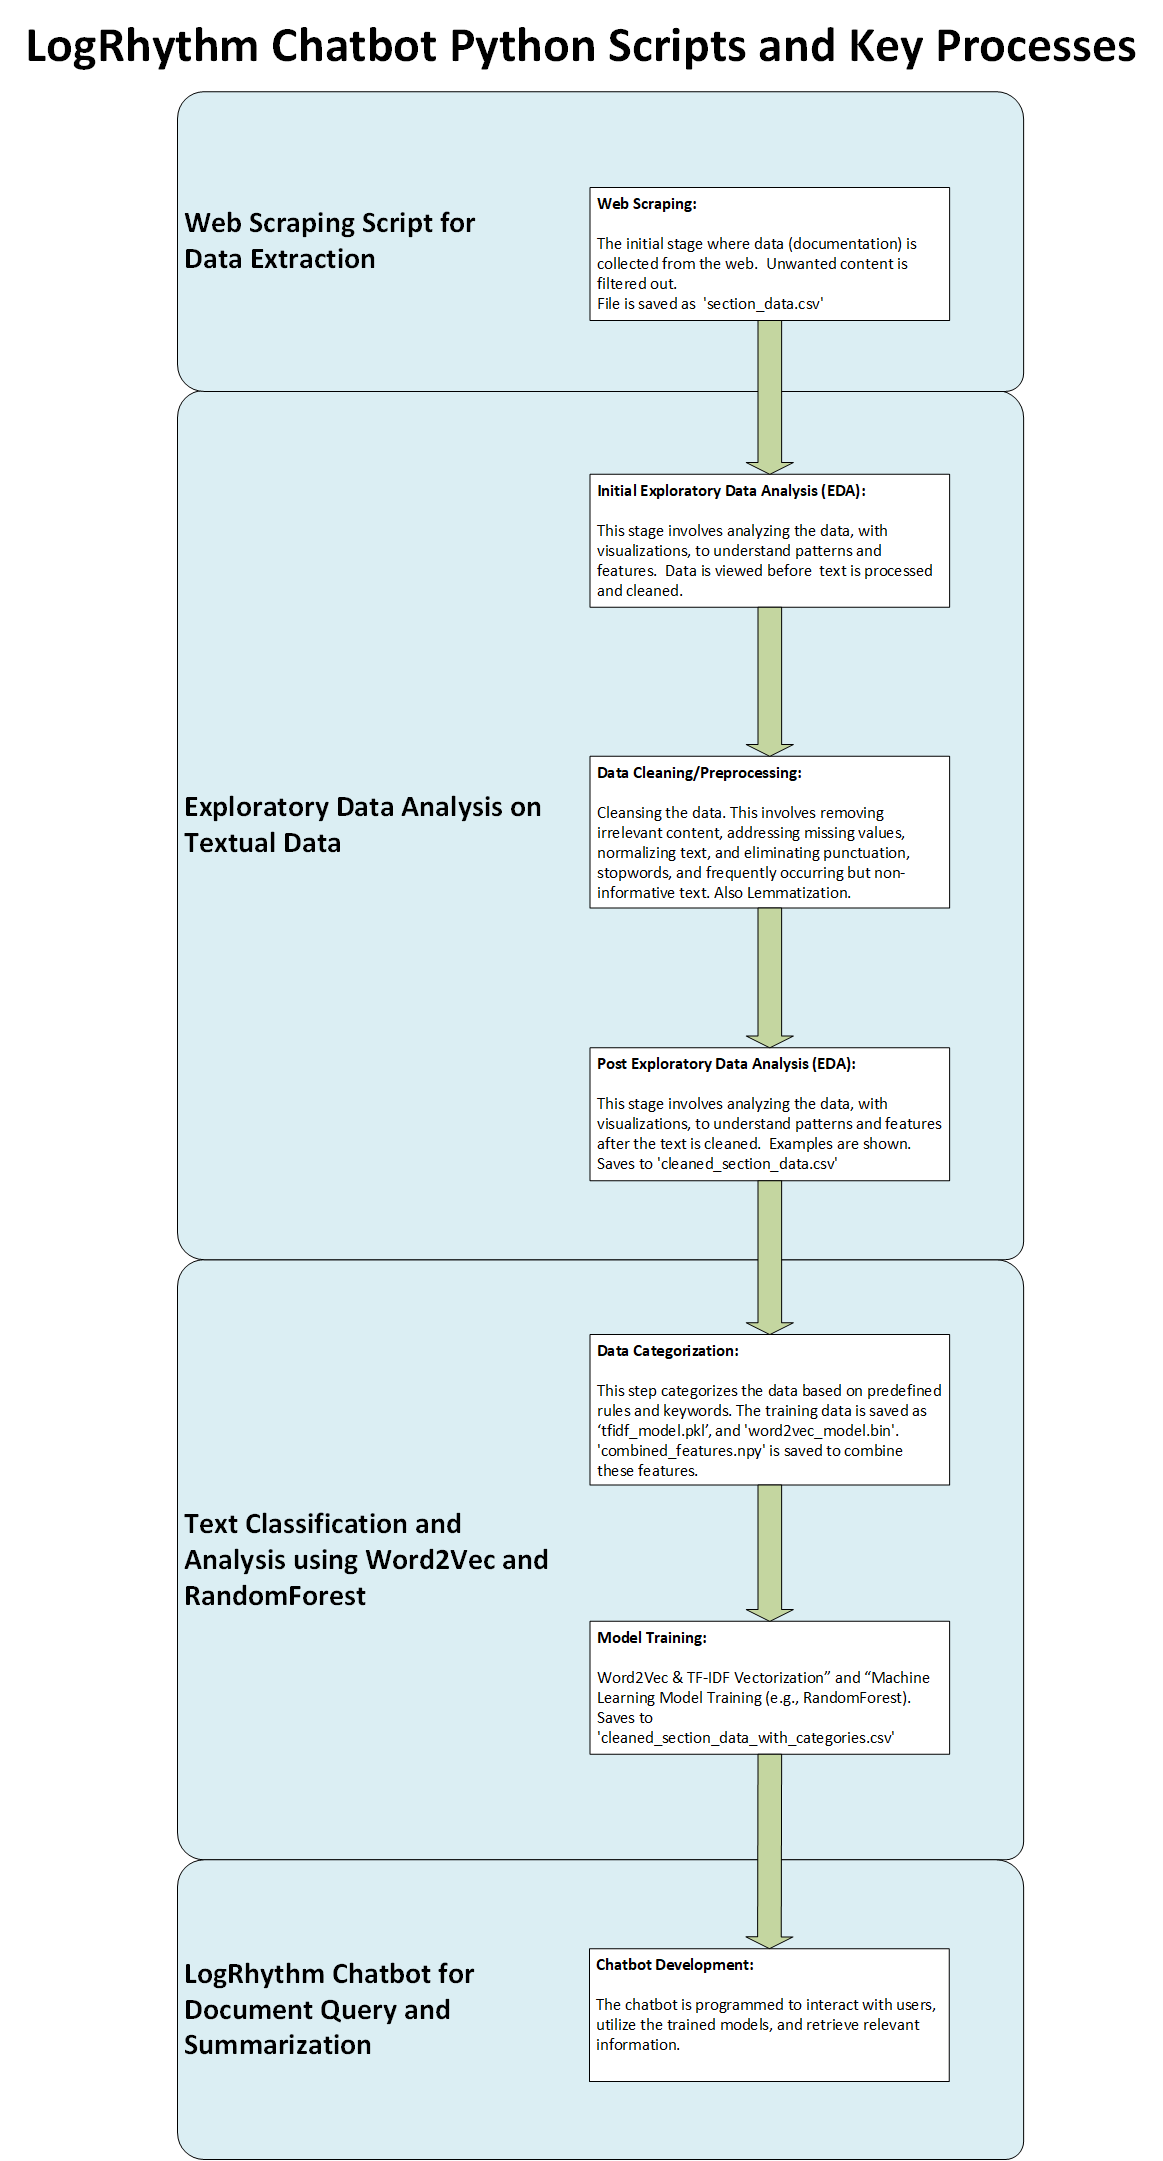 LogRhythm Chatbot Python Scripts and Key Processes
Web Scraping Script for
Data Extraction
Web Scraping:
The initial stage where data (documentation) is
collected from the web.  Unwanted content is
filtered out.
File is saved as  'section_data.csv'
Exploratory Data Analysis on
Textual Data
Initial Exploratory Data Analysis (EDA):
This stage involves analyzing the data, with
visualizations, to understand patterns and
features.  Data is viewed before  text is processed
and cleaned.
Data Cleaning/Preprocessing:
Cleansing the data. This involves removing
irrelevant content, addressing missing values,
normalizing text, and eliminating punctuation,
stopwords, and frequently occurring but non-
informative text. Also Lemmatization.
Post Exploratory Data Analysis (EDA):
This stage involves analyzing the data, with
visualizations, to understand patterns and features
after the text is cleaned.  Examples are shown.
Saves to 'cleaned_section_data.csv'
Text Classification and
Analysis using Word2Vec and
RandomForest
Data Categorization:
This step categorizes the data based on predefined
rules and keywords. The training data is saved as
‘tfidf_model.pkl’, and 'word2vec_model.bin'.
'combined_features.npy' is saved to combine
these features.
Model Training:
Word2Vec & TF-IDF Vectorization” and “Machine
Learning Model Training (e.g., RandomForest).
Saves to
'cleaned_section_data_with_categories.csv'
LogRhythm Chatbot for
Document Query and
Summarization
Chatbot Development:
The chatbot is programmed to interact with users,
utilize the trained models, and retrieve relevant
information.